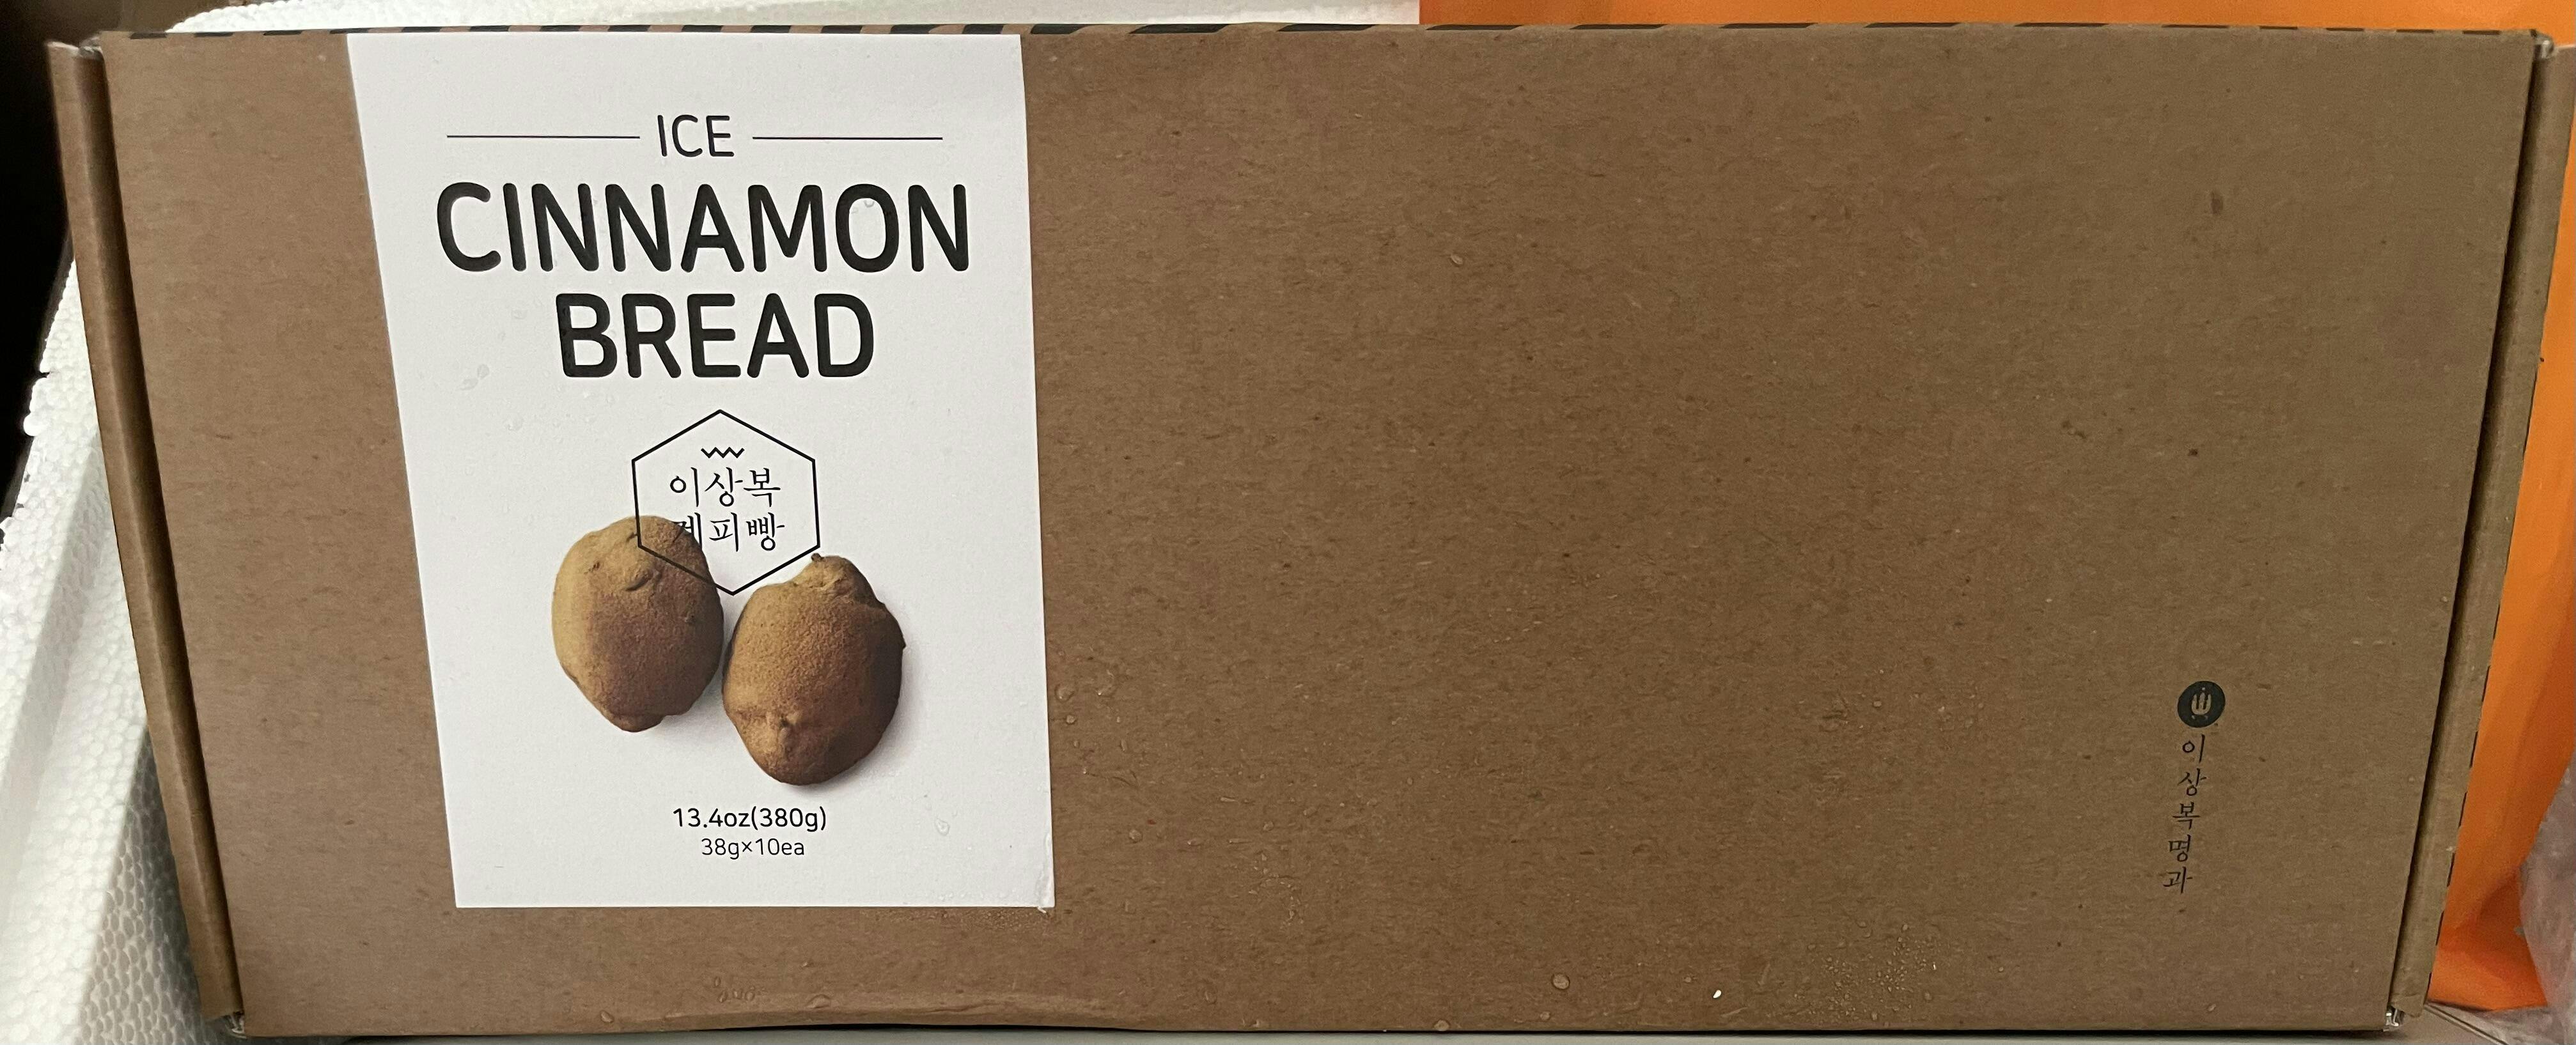 ICE
CINNAMON
BREAD
이상복
계피빵
13.4oz(380g)
38g×10ea
이상복명과